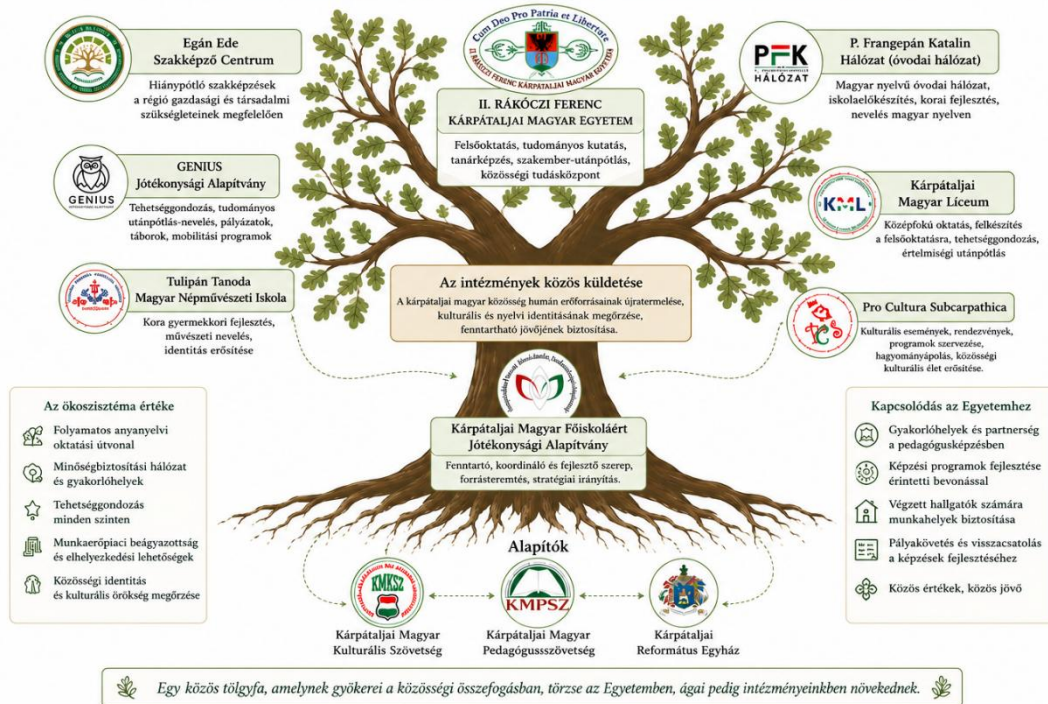 Egán Ede
Szakképző Centrum
Hiánypótló szakképzések
a régió gazdasági és társadalmi
szükségleteinek megfelelően
Cum Deo Pro Patria et Libertate
II. RÁKÓCZI FERENC KÁRPÁTALJAI MAGYAR EGYETEM
II. RÁKÓCZI FERENC
KÁRPÁTALJAI MAGYAR EGYETEM
Felsőoktatás, tudományos kutatás,
tanárképzés, szakember-utánpótlás,
közösségi tudásközpont
PFK
HÁLÓZAT
P. Frangepán Katalin
Hálózat (óvodai hálózat)
Magyar nyelvű óvodai hálózat,
iskolaelőkészítés, korai fejlesztés,
nevelés magyar nyelven
GENIUS
GENIUS
Jótékonysági Alapítvány
Tehetséggondozás, tudományos
utánpótlás-nevelés, pályázatok,
táborok, mobilitási programok
KML
Kárpátaljai
Magyar Líceum
Középfokú oktatás, felkészítés
a felsőoktatásra, tehetséggondozás,
értelmiségi utánpótlás
Tulipán Tanoda
Magyar Népművészeti Iskola
Kora gyermekkori fejlesztés,
művészeti nevelés,
identitás erősítése
Az intézmények közös küldetése
A kárpátaljai magyar közösség humán erőforrásainak újratermelése,
kulturális és nyelvi identitásának megőrzése,
fenntartható jövőjének biztosítása.
Pro Cultura Subcarpathica
Kulturális események, rendezvények,
programok szervezése,
hagyományápolás, közösségi
kulturális élet erősítése.
Kárpátaljai Magyar Főiskoláért
Jótékonysági Alapítvány
Fenntartó, koordináló és fejlesztő szerep,
forrásteremtés, stratégiai irányítás.
Az ökoszisztéma értéke
Folyamatos anyanyelvi
oktatási útvonal
Minőségbiztosítási hálózat
és gyakorlóhelyek
Tehetséggondozás
minden szinten
Munkaerőpiaci beágyazottság
és elhelyezkedési lehetőségek
Közösségi identitás
és kulturális örökség megőrzése
Kapcsolódás az Egyetemhez
Gyakorlóhelyek és partnerség
a pedagógusképzésben
Képzési programok fejlesztése
érintetti bevonással
Végzett hallgatók számára
munkahelyek biztosítása
Pályakövetés és visszacsatolás
a képzések fejlesztéséhez
Közös értékek, közös jövő
Alapítók
KMKSZ
Kárpátaljai Magyar
Kulturális Szövetség
KMPSZ
Kárpátaljai Magyar
Pedagógusszövetség
Kárpátaljai
Református Egyház
Egy közös tölgyfa, amelynek gyökerei a közösségi összefogásban, törzse az Egyetemben, ágai pedig intézményeinkben növekednek.